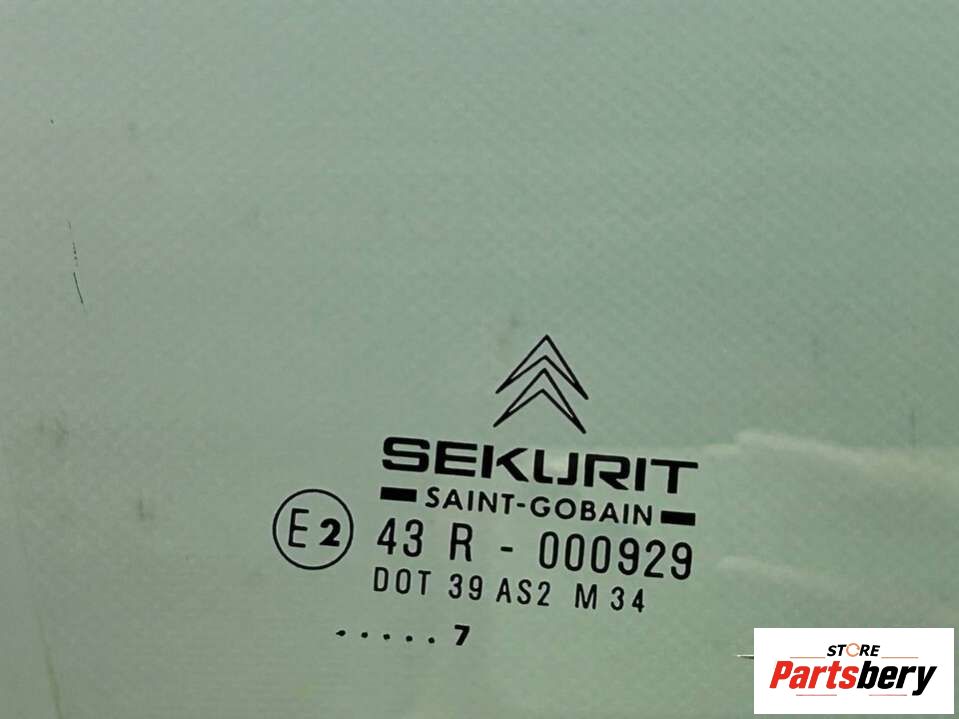 SEKURIT
SAINT-GOBAIN
E2 43 R - 000929
DOT 39 AS2 M 34
. . . . . 7
STORE
Partsbery